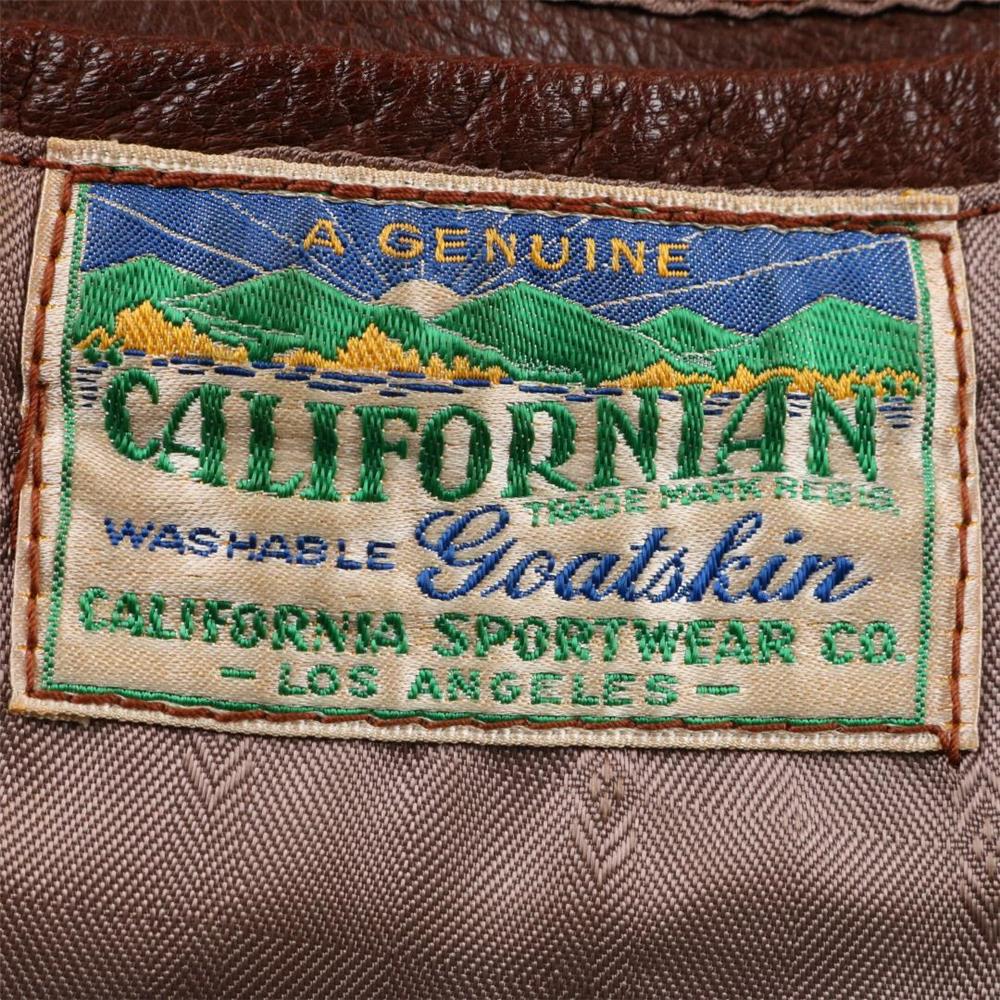 A GENUINE
CALIFORNIAN
TRADE MARK REGIS.
WASHABLE Goatskin
CALIFORNIA SPORTWEAR CO.
- LOS ANGELES -